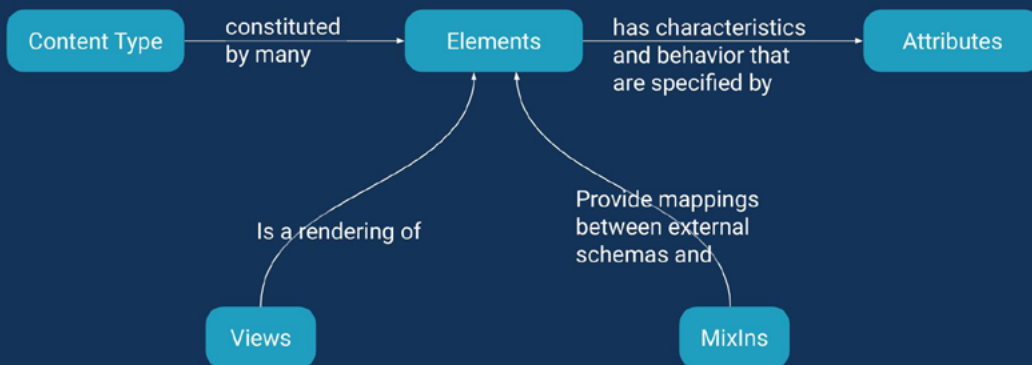 Content Type
constituted
by many
Elements
has characteristics
and behavior that
are specified by
Attributes
Is a rendering of
Provide mappings
between external
schemas and
Views
MixIns